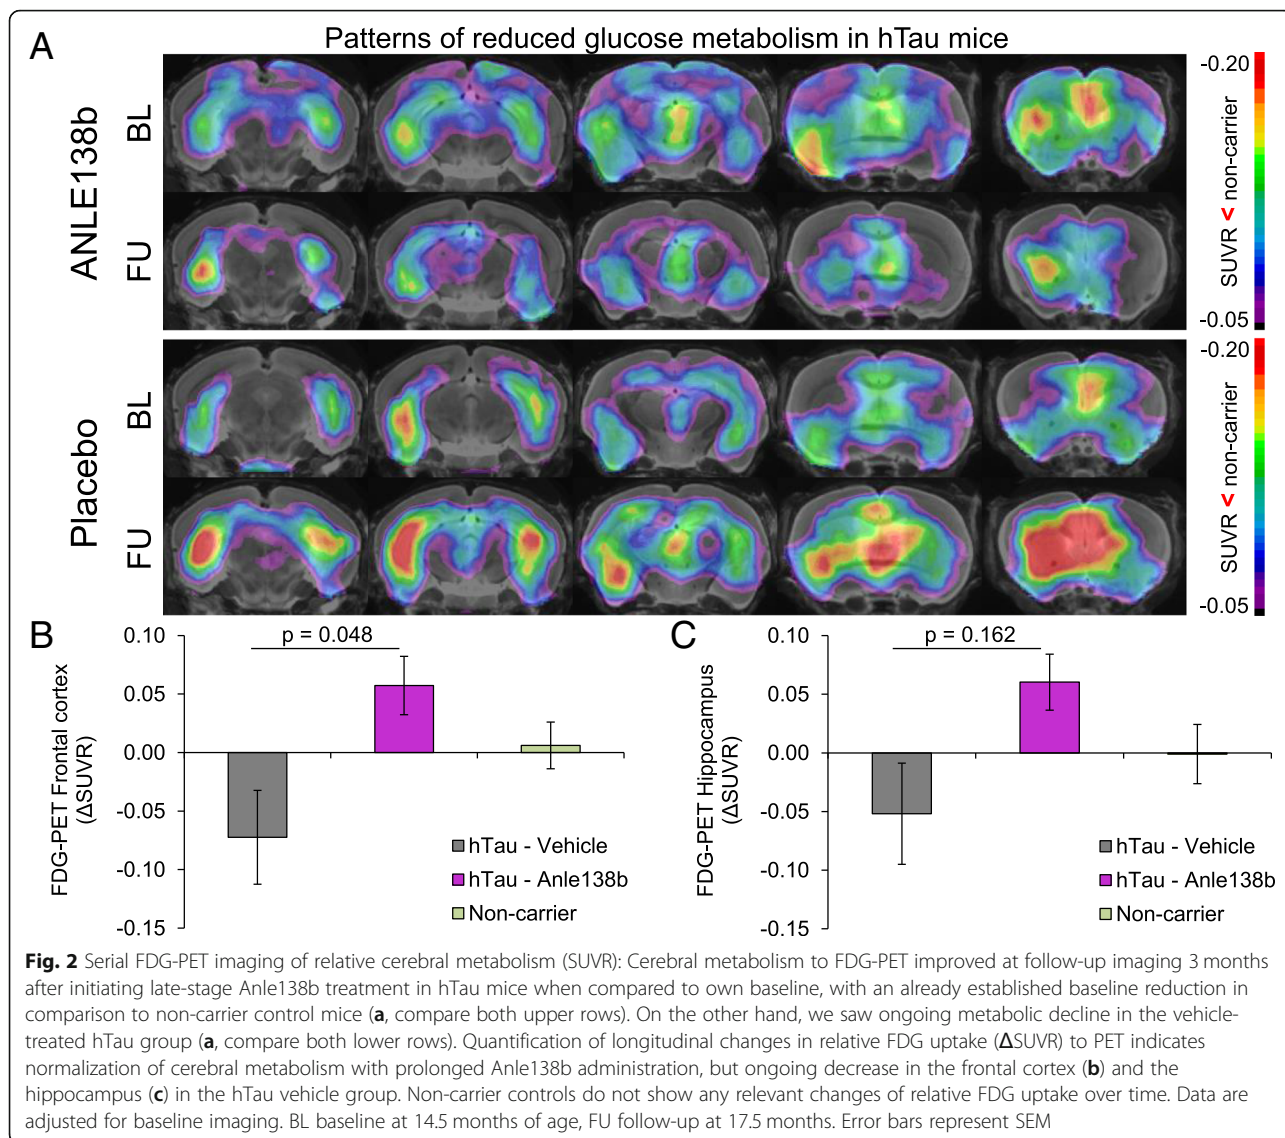 A
Patterns of reduced glucose metabolism in hTau mice
ANLE138b
BL
FU
-0.20
SUVR < non-carrier
-0.05
Placebo
BL
FU
-0.20
SUVR < non-carrier
-0.05
B
FDG-PET Frontal cortex
(ΔSUVR)
0.10
0.05
0.00
-0.05
-0.10
-0.15
p = 0.048
hTau - Vehicle
hTau - Anle138b
Non-carrier
C
FDG-PET Hippocampus
(ΔSUVR)
0.10
0.05
0.00
-0.05
-0.10
-0.15
p = 0.162
hTau - Vehicle
hTau - Anle138b
Non-carrier
Fig. 2 Serial FDG-PET imaging of relative cerebral metabolism (SUVR): Cerebral metabolism to FDG-PET improved at follow-up imaging 3 months
after initiating late-stage Anle138b treatment in hTau mice when compared to own baseline, with an already established baseline reduction in
comparison to non-carrier control mice (a, compare both upper rows). On the other hand, we saw ongoing metabolic decline in the vehicle-
treated hTau group (a, compare both lower rows). Quantification of longitudinal changes in relative FDG uptake (ΔSUVR) to PET indicates
normalization of cerebral metabolism with prolonged Anle138b administration, but ongoing decrease in the frontal cortex (b) and the
hippocampus (c) in the hTau vehicle group. Non-carrier controls do not show any relevant changes of relative FDG uptake over time. Data are
adjusted for baseline imaging. BL baseline at 14.5 months of age, FU follow-up at 17.5 months. Error bars represent SEM